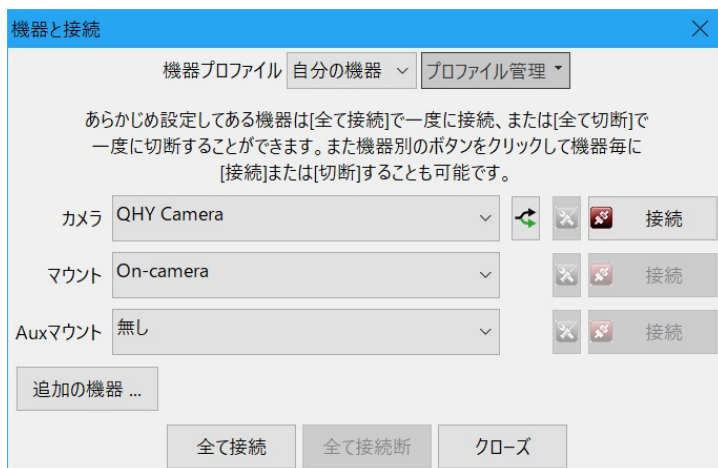 機器と接続
機器プロファイル 自分の機器 プロファイル管理
あらかじめ設定してある機器は[全て接続]で一度に接続、または[全て切断]で
一度に切断することができます。また機器別のボタンをクリックして機器毎に
[接続]または[切断]することも可能です。
カメラ QHY Camera 接続
マウント On-camera 接続
Auxマウント 無し 接続
追加の機器 ...
全て接続 全て接続断 クローズ